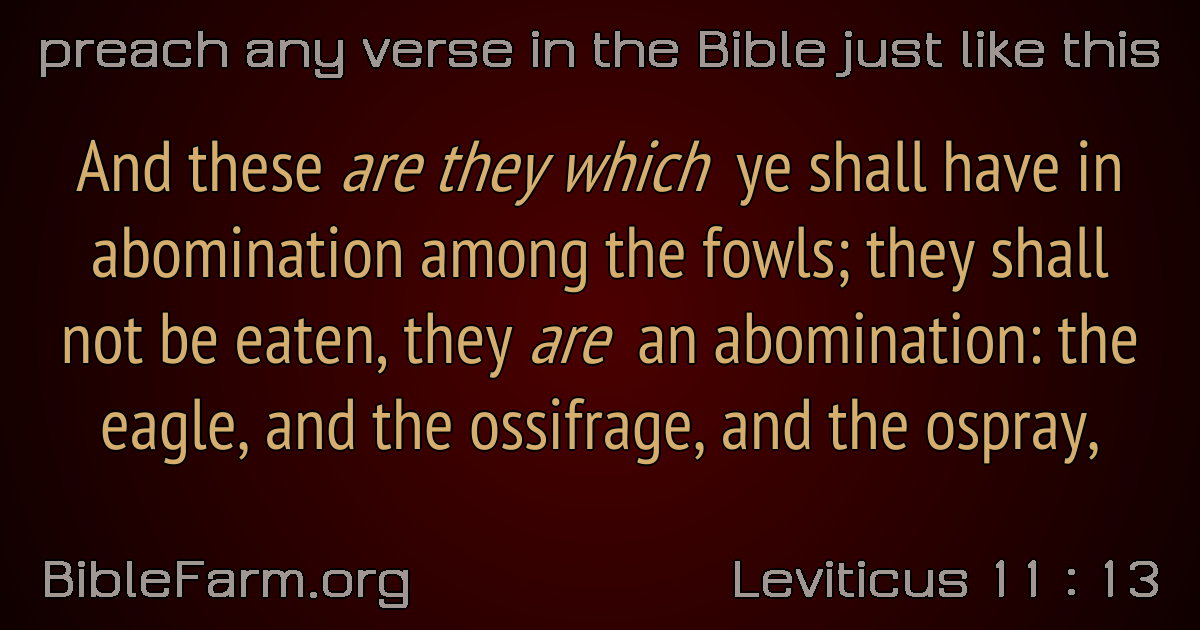 preach any verse in the Bible just like this
And these are they which ye shall have in
abomination among the fowls; they shall
not be eaten, they are an abomination: the
eagle, and the ossifrage, and the ospray,
BibleFarm.org
Leviticus 11 : 13